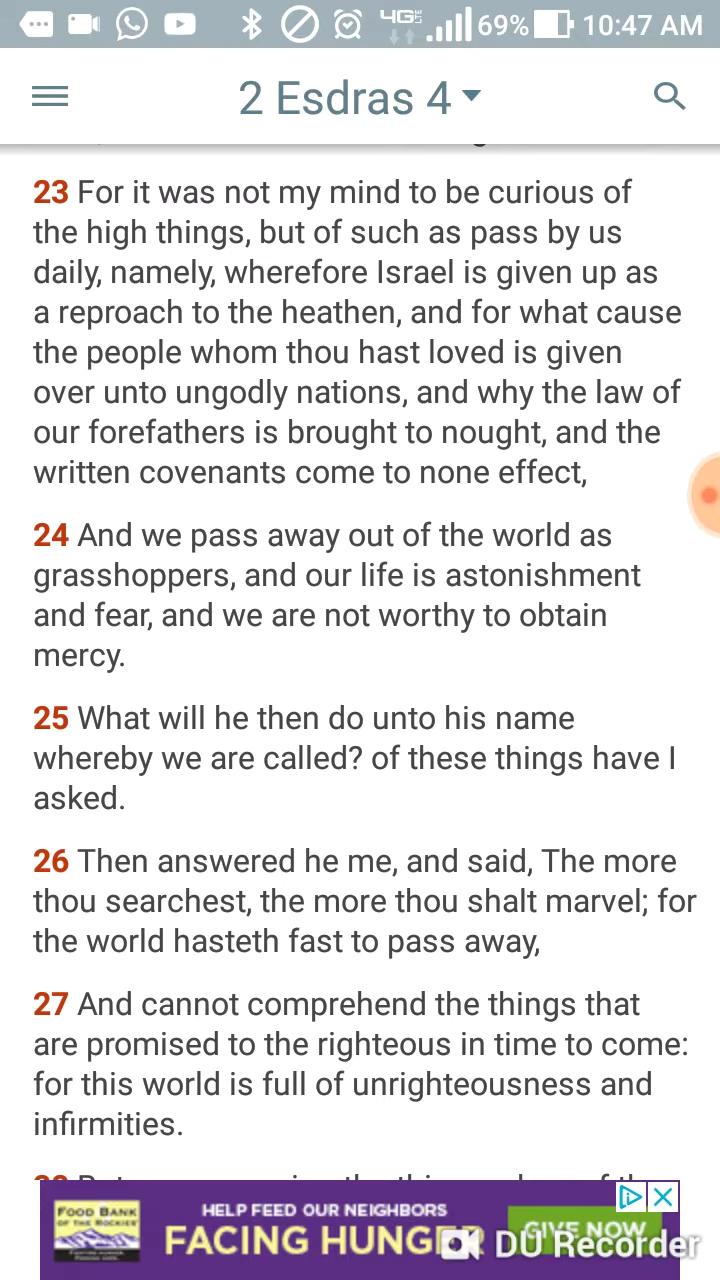 4G LTE 69% 10:47 AM
2 Esdras 4
23 For it was not my mind to be curious of
the high things, but of such as pass by us
daily, namely, wherefore Israel is given up as
a reproach to the heathen, and for what cause
the people whom thou hast loved is given
over unto ungodly nations, and why the law of
our forefathers is brought to nought, and the
written covenants come to none effect,
24 And we pass away out of the world as
grasshoppers, and our life is astonishment
and fear, and we are not worthy to obtain
mercy.
25 What will he then do unto his name
whereby we are called? of these things have I
asked.
26 Then answered he me, and said, The more
thou searchest, the more thou shalt marvel; for
the world hasteth fast to pass away,
27 And cannot comprehend the things that
are promised to the righteous in time to come:
for this world is full of unrighteousness and
infirmities.
FOOD BANK
OF THE ROCKIES
HELP FEED OUR NEIGHBORS
FACING HUNGER
GIVE NOW
DU Recorder